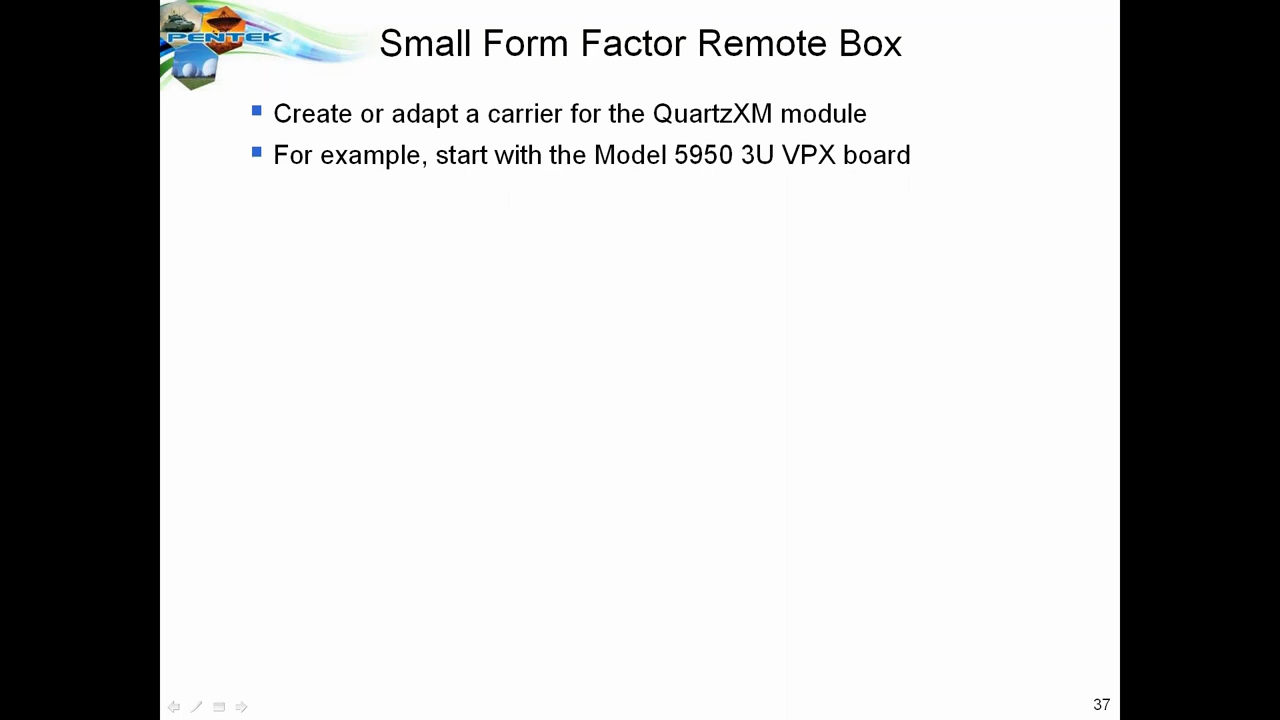 PENTEK
Small Form Factor Remote Box
Create or adapt a carrier for the QuartzXM module
For example, start with the Model 5950 3U VPX board
37